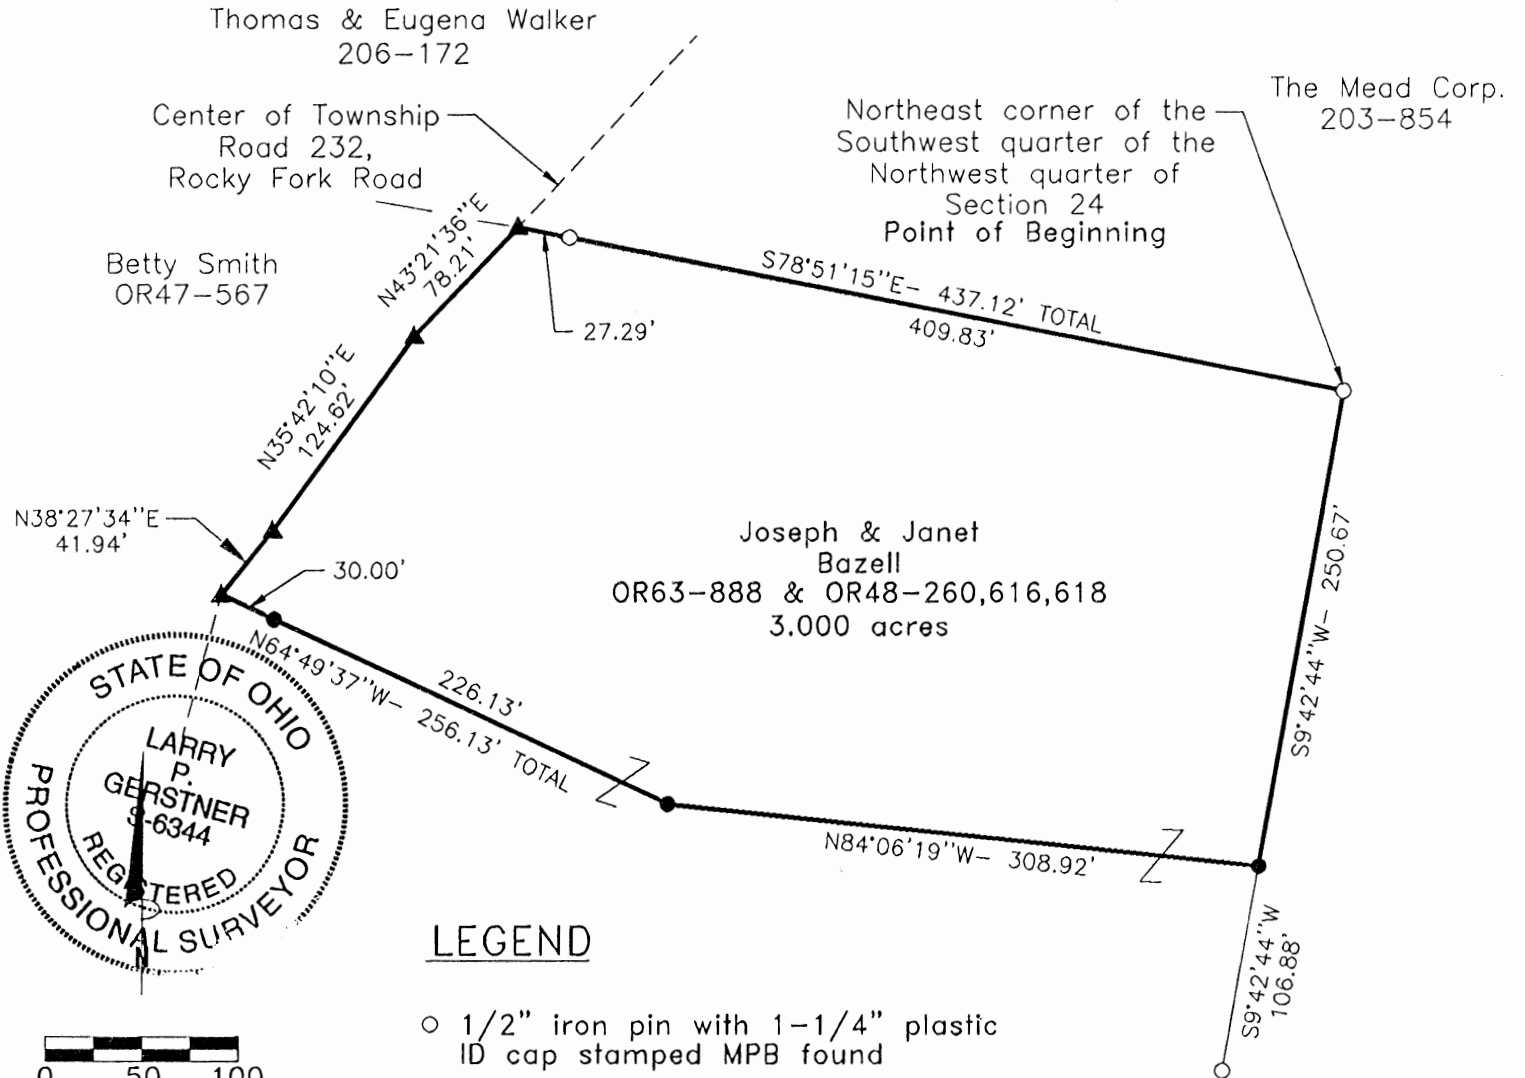 Thomas & Eugena Walker
206-172
The Mead Corp.
203-854
Center of Township
Road 232,
Rocky Fork Road
Northeast corner of the
Southwest quarter of the
Northwest quarter of
Section 24
Point of Beginning
Betty Smith
OR47-567
N43°21'36"E
78.21'
27.29'
S78°51'15"E- 437.12' TOTAL
409.83'
N35°42'10"E
124.62'
N38°27'34"E
41.94'
30.00'
Joseph & Janet
Bazell
OR63-888 & OR48-260,616,618
3.000 acres
S9°42'44"W- 250.67'
226.13'
N64°49'37"W- 256.13' TOTAL
N84°06'19"W- 308.92'
S9°42'44"W
106.88'
STATE OF OHIO
LARRY
P.
GERSTNER
S-6344
REGISTERED
PROFESSIONAL SURVEYOR
N
LEGEND
1/2" iron pin with 1-1/4" plastic
ID cap stamped MPB found
0 50 100